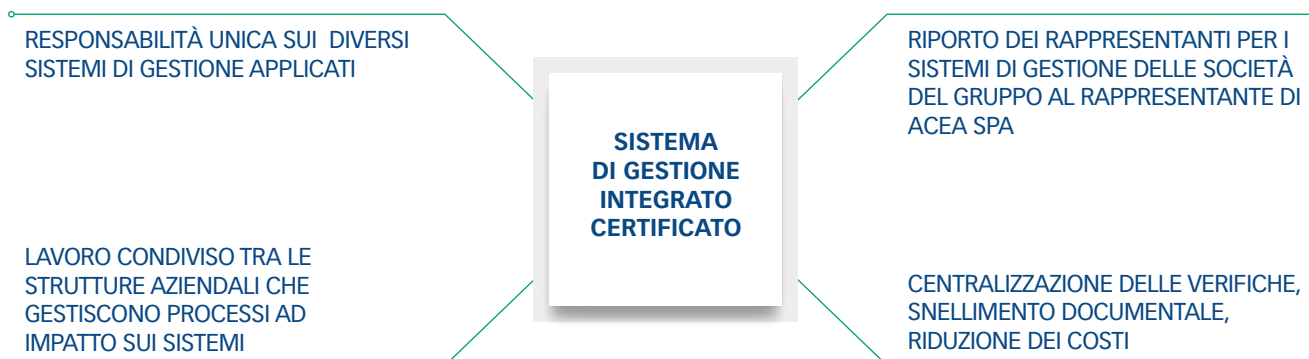 RESPONSABILITÀ UNICA SUI DIVERSI
SISTEMI DI GESTIONE APPLICATI
RIPORTO DEI RAPPRESENTANTI PER I
SISTEMI DI GESTIONE DELLE SOCIETÀ
DEL GRUPPO AL RAPPRESENTANTE DI
ACEA SPA
SISTEMA
DI GESTIONE
INTEGRATO
CERTIFICATO
LAVORO CONDIVISO TRA LE
STRUTTURE AZIENDALI CHE
GESTISCONO PROCESSI AD
IMPATTO SUI SISTEMI
CENTRALIZZAZIONE DELLE VERIFICHE,
SNELLIMENTO DOCUMENTALE,
RIDUZIONE DEI COSTI